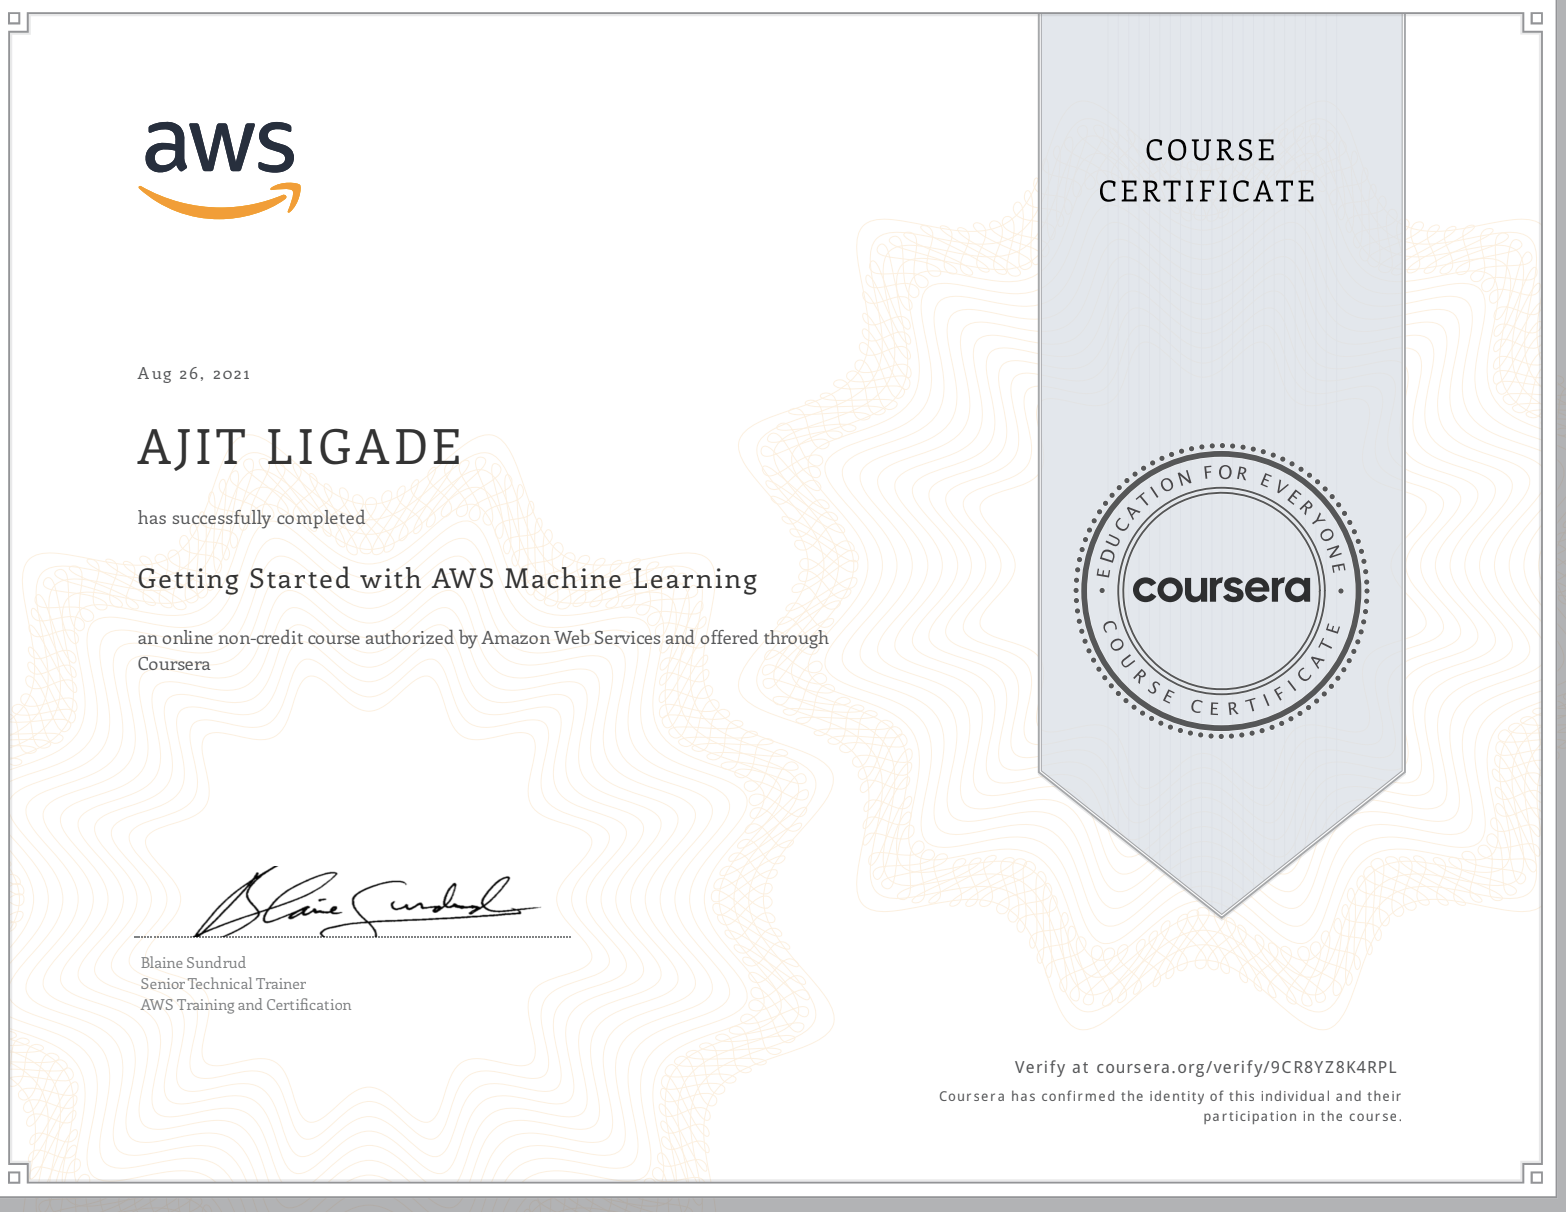 aws
COURSE
CERTIFICATE
Aug 26, 2021
AJIT LIGADE
has successfully completed
Getting Started with AWS Machine Learning
an online non-credit course authorized by Amazon Web Services and offered through
Coursera
EDUCATION FOR EVERYONE
coursera
COURSE CERTIFICATE
Blaine Sundrud
Blaine Sundrud
Senior Technical Trainer
AWS Training and Certification
Verify at coursera.org/verify/9CR8YZ8K4RPL
Coursera has confirmed the identity of this individual and their
participation in the course.